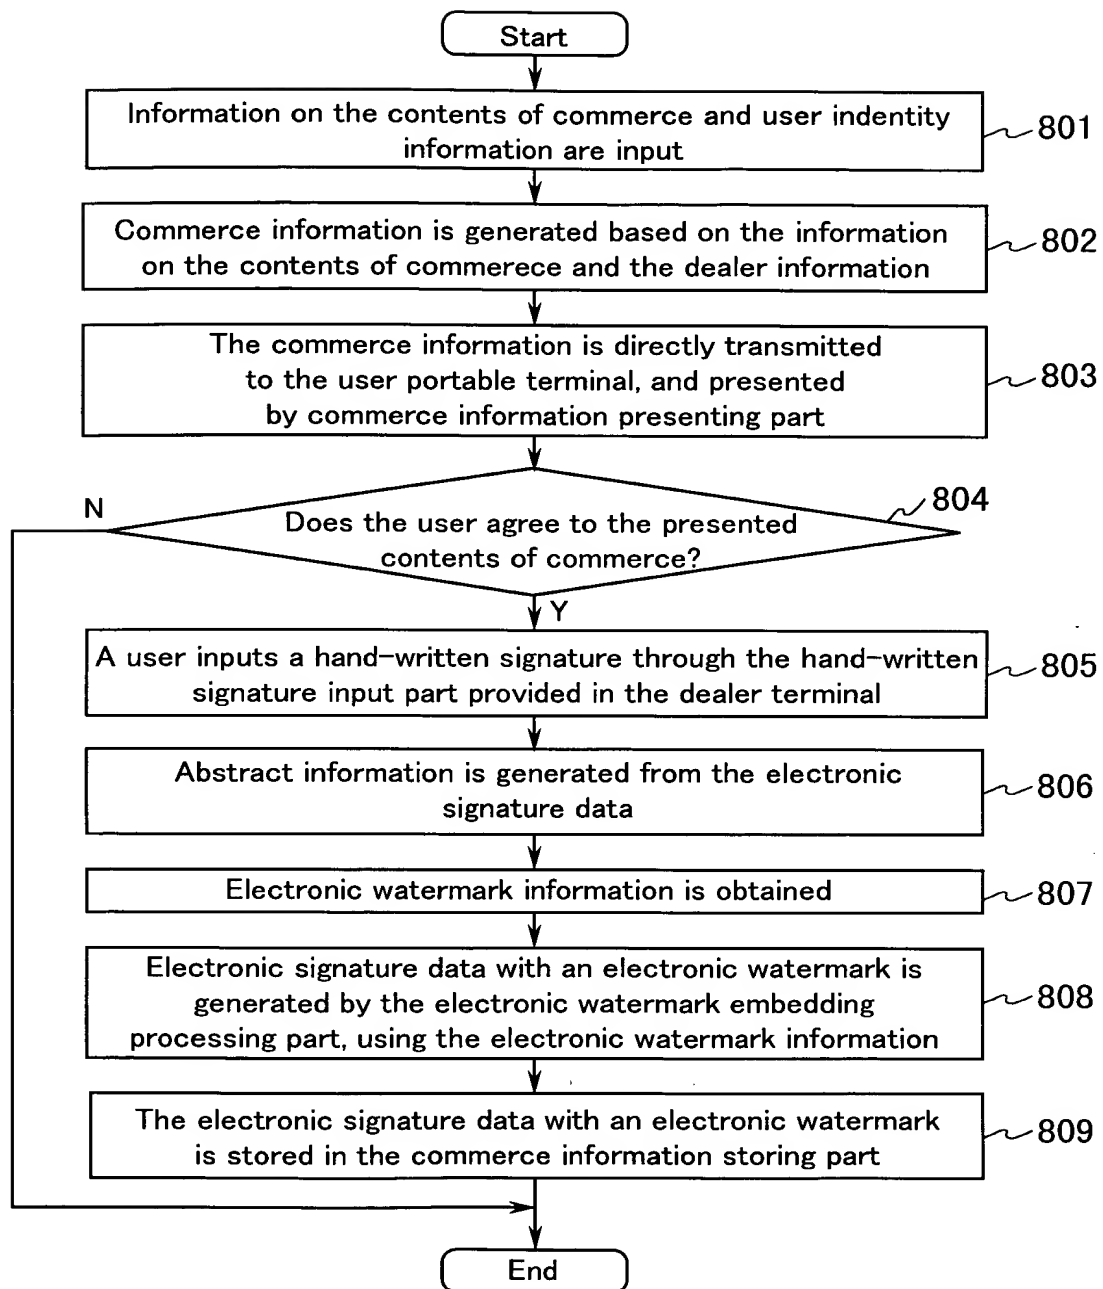 Start
Information on the contents of commerce and user indentity
information are input
801
Commerce information is generated based on the information
on the contents of commerece and the dealer information
802
The commerce information is directly transmitted
to the user portable terminal, and presented
by commerce information presenting part
803
N
804
Does the user agree to the presented
contents of commerce?
Y
A user inputs a hand-written signature through the hand-written
signature input part provided in the dealer terminal
805
Abstract information is generated from the electronic
signature data
806
Electronic watermark information is obtained
807
Electronic signature data with an electronic watermark is
generated by the electronic watermark embedding
processing part, using the electronic watermark information
808
The electronic signature data with an electronic watermark
is stored in the commerce information storing part
809
End